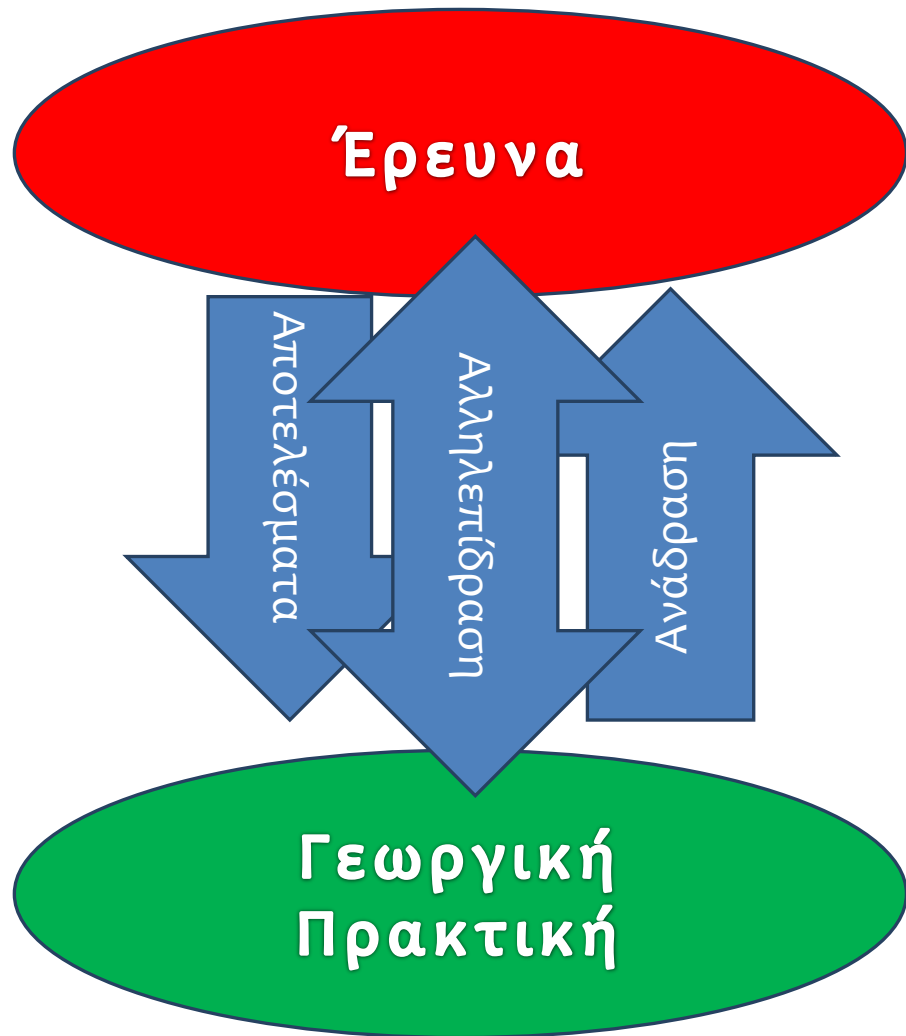 Έρευνα
Αποτελέσματα
Αλληλεπίδραση
Ανάδραση
Γεωργική
Πρακτική